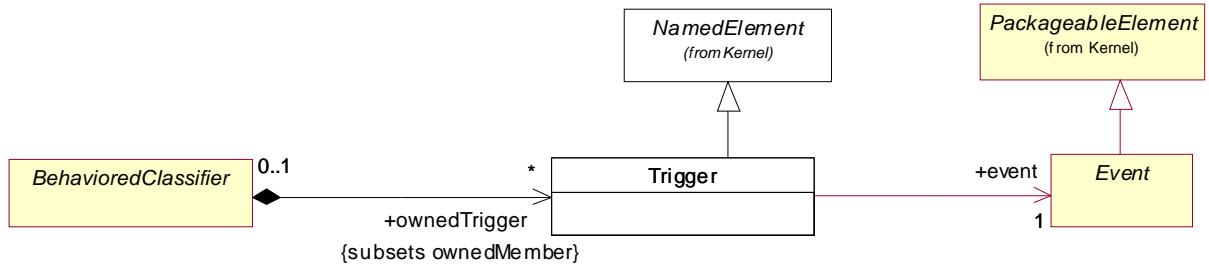 NamedElement
(from Kernel)
PackageableElement
(from Kernel)
BehavioredClassifier
0..1
*
+ownedTrigger
{subsets ownedMember}
Trigger
+event
1
Event